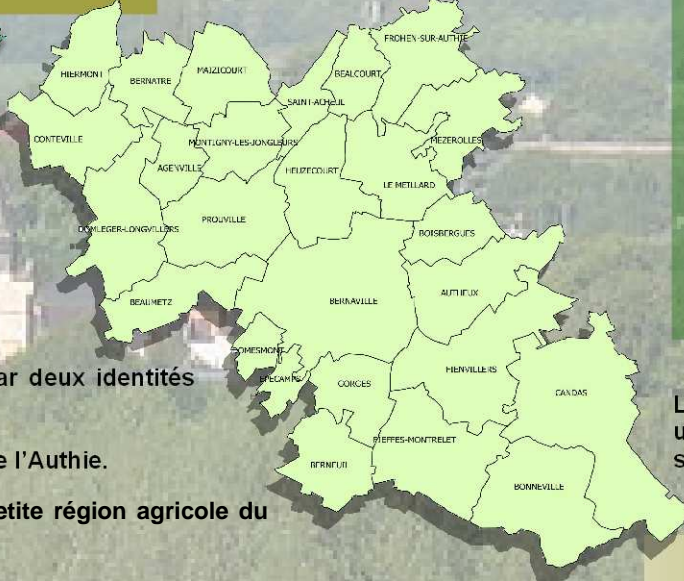 FROHEN-SUR-AUTHIE
HIERMONT
BERNATRE
MAIZICOURT
BEALCOURT
SAINT-ACHEUL
CONTEVILLE
MONTIGNY-LES-JONGLEURS
MEZEROLLES
AGENVILLE
HEUZECOURT
LE MEILLARD
DOMLEGER-LONGVILLERS
PROUVILLE
BOISBERGUES
BEAUMETZ
BERNAVILLE
AUTHEUX
DOMESMONT
EPECAMPS
GORGES
FIENVILLERS
CANDAS
BERNEUIL
FIEFFES-MONTRELET
BONNEVILLE
ar deux identités
e l'Authie.
etite région agricole du
L
u
s